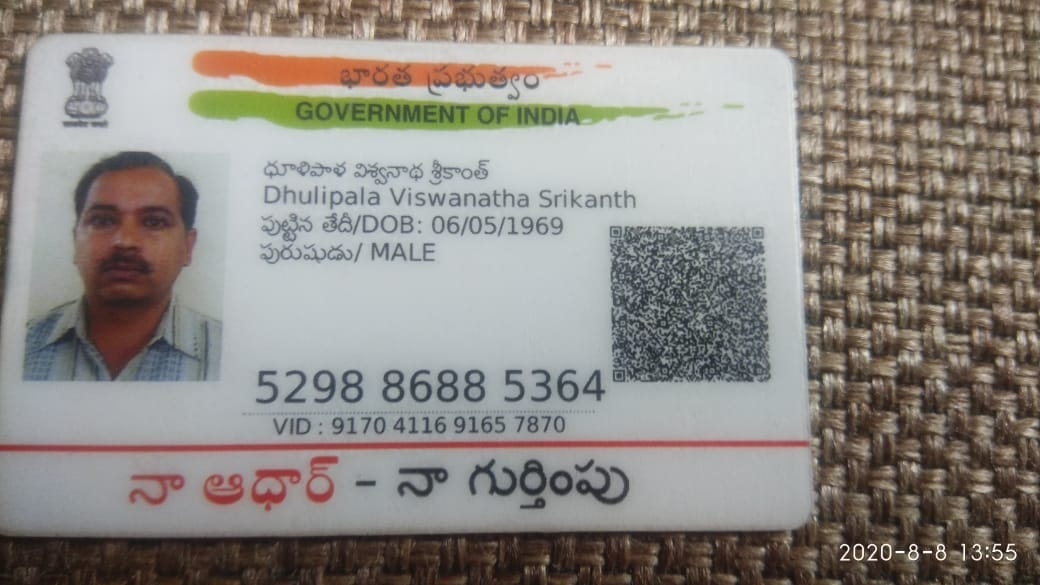 భారత ప్రభుత్వం
GOVERNMENT OF INDIA
ధూళిపాళ విశ్వనాథ శ్రీకాంత్
Dhulipala Viswanatha Srikanth
పుట్టిన తేదీ/DOB: 06/05/1969
పురుషుడు/ MALE
5298 8688 5364
VID : 9170 4116 9165 7870
నా ఆధార్ – నా గుర్తింపు
2020-8-8 13:55